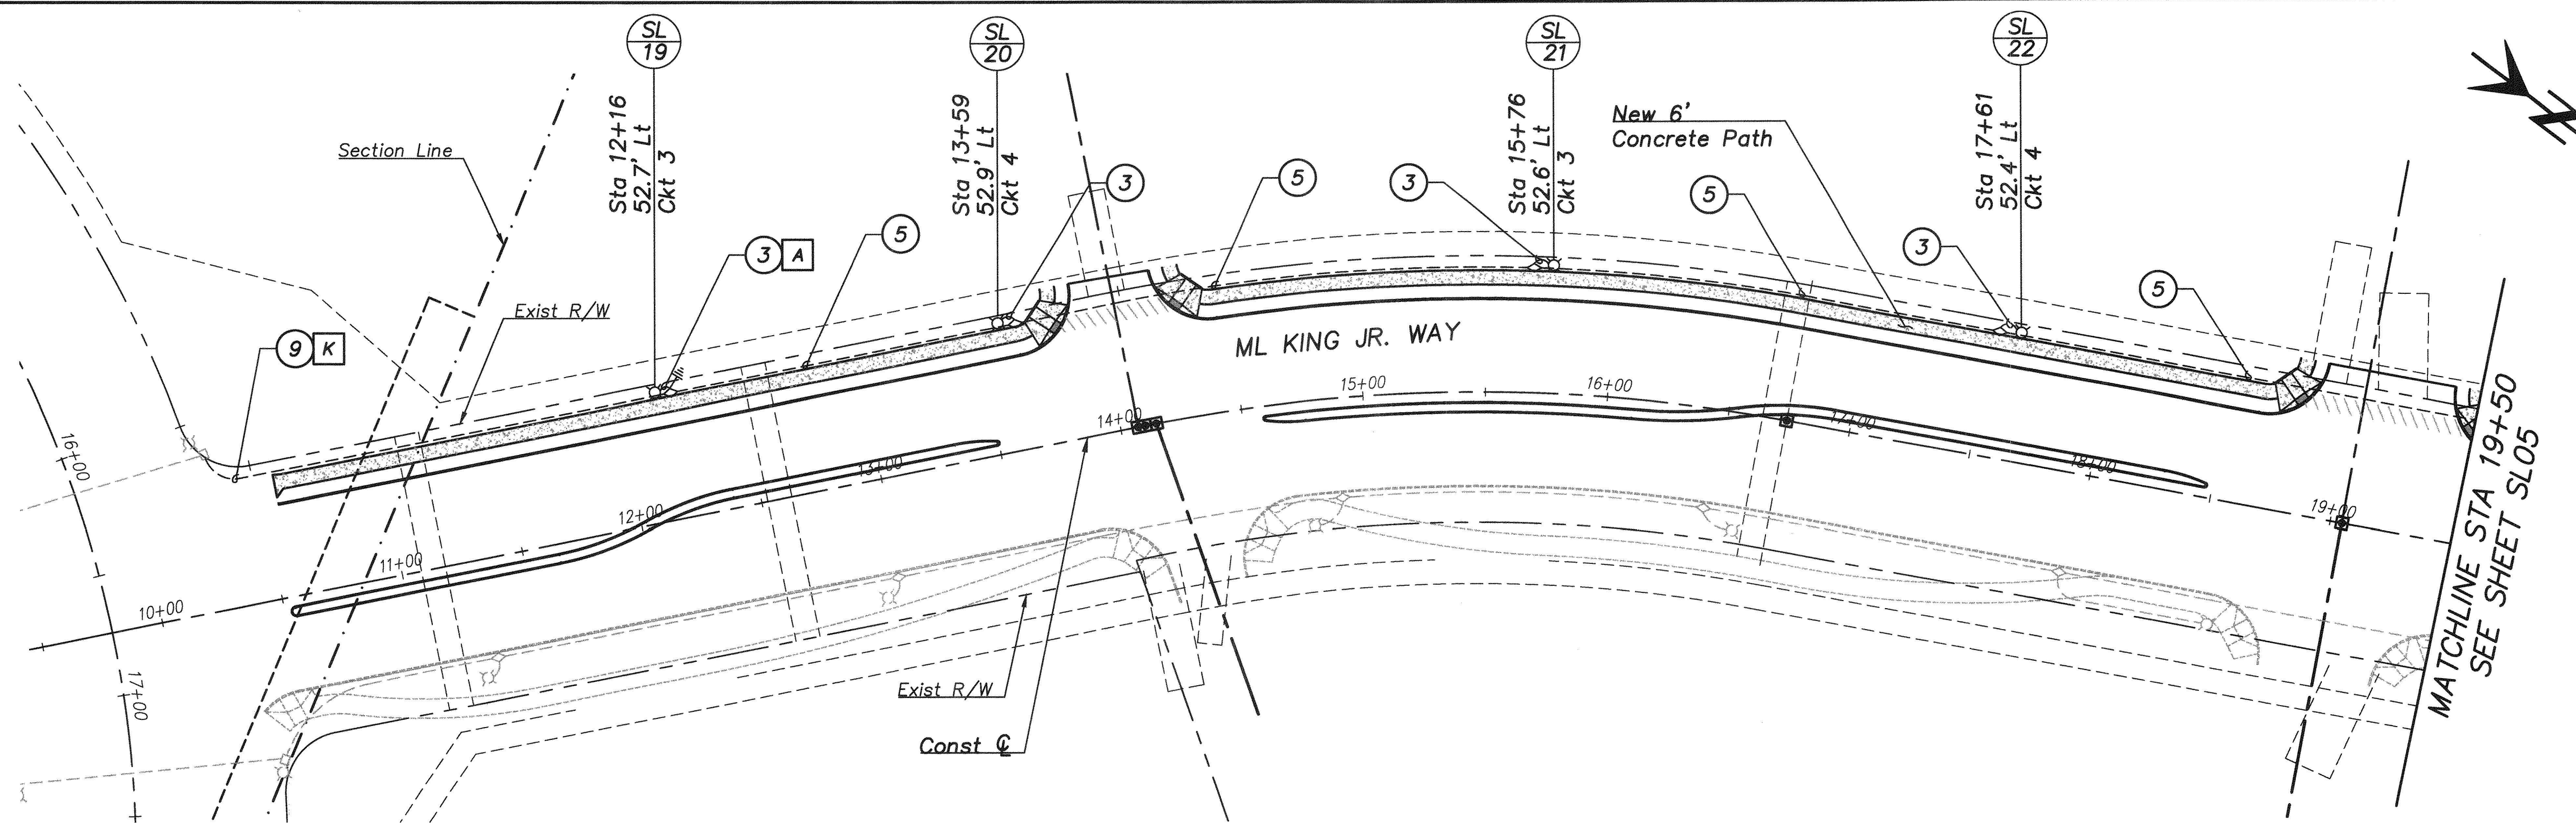 SL
19
SL
20
SL
21
SL
22
Sta 12+16
52.7' Lt
Ckt 3
Sta 13+59
52.9' Lt
Ckt 4
Sta 15+76
52.6' Lt
Ckt 3
Sta 17+61
52.4' Lt
Ckt 4
N
New 6'
Concrete Path
Section Line
3
5
3
5
3 A
5
3
5
Exist R/W
9 K
ML KING JR. WAY
10+00
11+00
12+00
13+00
14+00
15+00
16+00
17+00
18+00
19+00
16+00
17+00
Exist R/W
Const ℄
MATCHLINE STA 19+50
SEE SHEET SL05